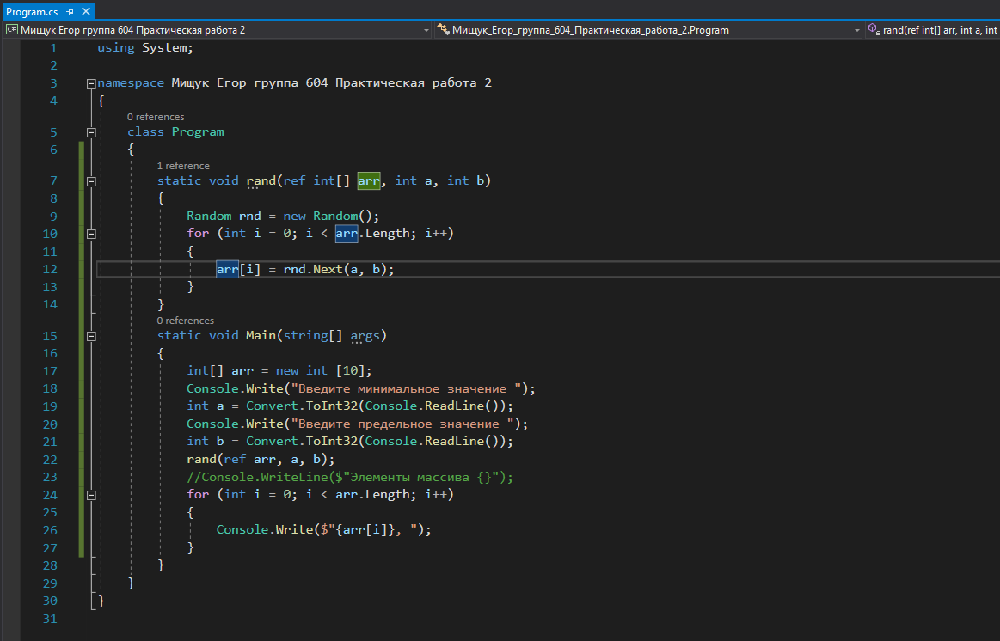 Program.cs
C# Мищук Егор группа 604 Практическая работа 2 Мищук_Егор_группа_604_Практическая_работа_2.Program rand(ref int[] arr, int a, int
1 using System;
2
3 namespace Мищук_Егор_группа_604_Практическая_работа_2
4 {
0 references
5 class Program
6 {
1 reference
7 static void rand(ref int[] arr, int a, int b)
8 {
9 Random rnd = new Random();
10 for (int i = 0; i < arr.Length; i++)
11 {
12 arr[i] = rnd.Next(a, b);
13 }
14 }
0 references
15 static void Main(string[] args)
16 {
17 int[] arr = new int [10];
18 Console.Write("Введите минимальное значение ");
19 int a = Convert.ToInt32(Console.ReadLine());
20 Console.Write("Введите предельное значение ");
21 int b = Convert.ToInt32(Console.ReadLine());
22 rand(ref arr, a, b);
23 //Console.WriteLine($"Элементы массива {}");
24 for (int i = 0; i < arr.Length; i++)
25 {
26 Console.Write($"{arr[i]}, ");
27 }
28 }
29 }
30 }
31